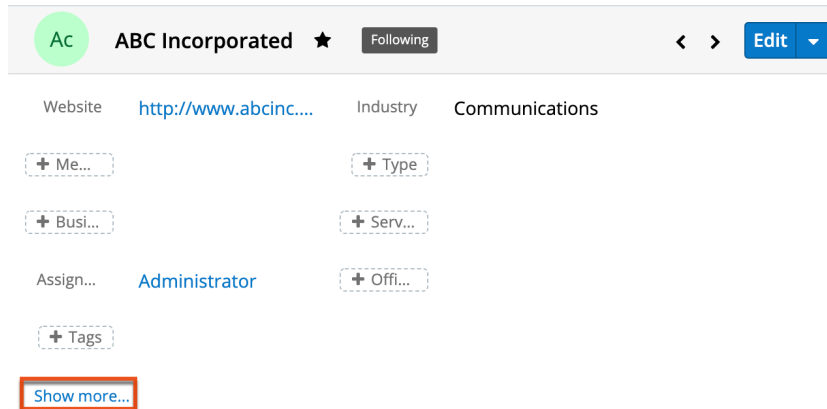 Ac ABC Incorporated ★ Following < > Edit
Website http://www.abcinc.... Industry Communications
+ Me... + Type
+ Busi... + Serv...
Assign... Administrator + Offi...
+ Tags
Show more...